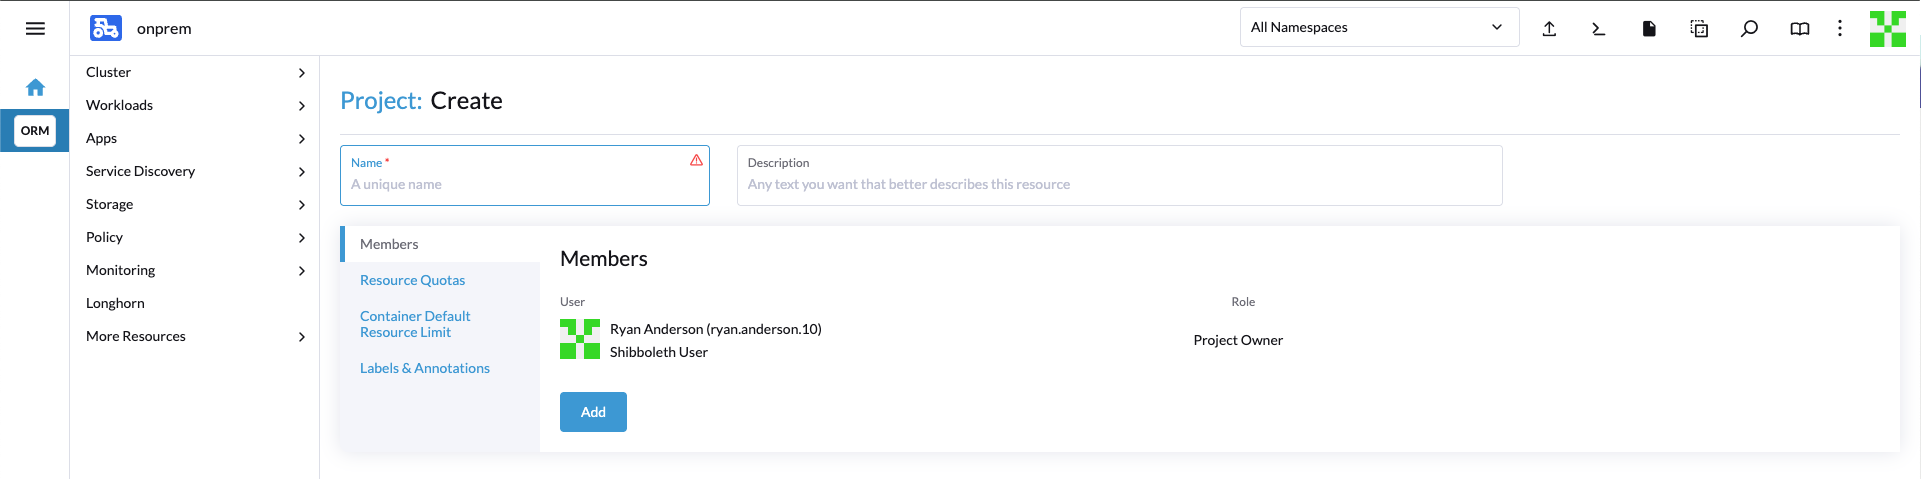 onprem
All Namespaces
ORM
Cluster
Workloads
Apps
Service Discovery
Storage
Policy
Monitoring
Longhorn
More Resources
Project: Create
Name *
A unique name
Description
Any text you want that better describes this resource
Members
Resource Quotas
Container Default
Resource Limit
Labels & Annotations
Members
User
Role
Ryan Anderson (ryan.anderson.10)
Shibboleth User
Project Owner
Add